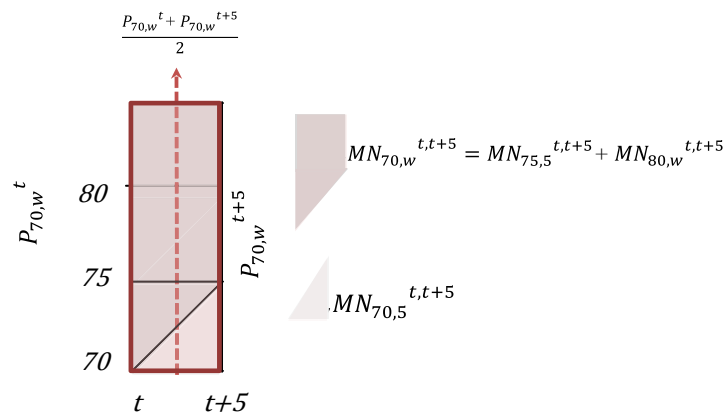 P₇₀,w ᵗ + P₇₀,w ᵗ⁺⁵
2
MN₇₀,w ᵗ,ᵗ⁺⁵ = MN₇₅,₅ ᵗ,ᵗ⁺⁵ + MN₈₀,w ᵗ,ᵗ⁺⁵
80
P₇₀,w ᵗ
P₇₀,w ᵗ⁺⁵
75
MN₇₀,₅ ᵗ,ᵗ⁺⁵
70
t
t+5